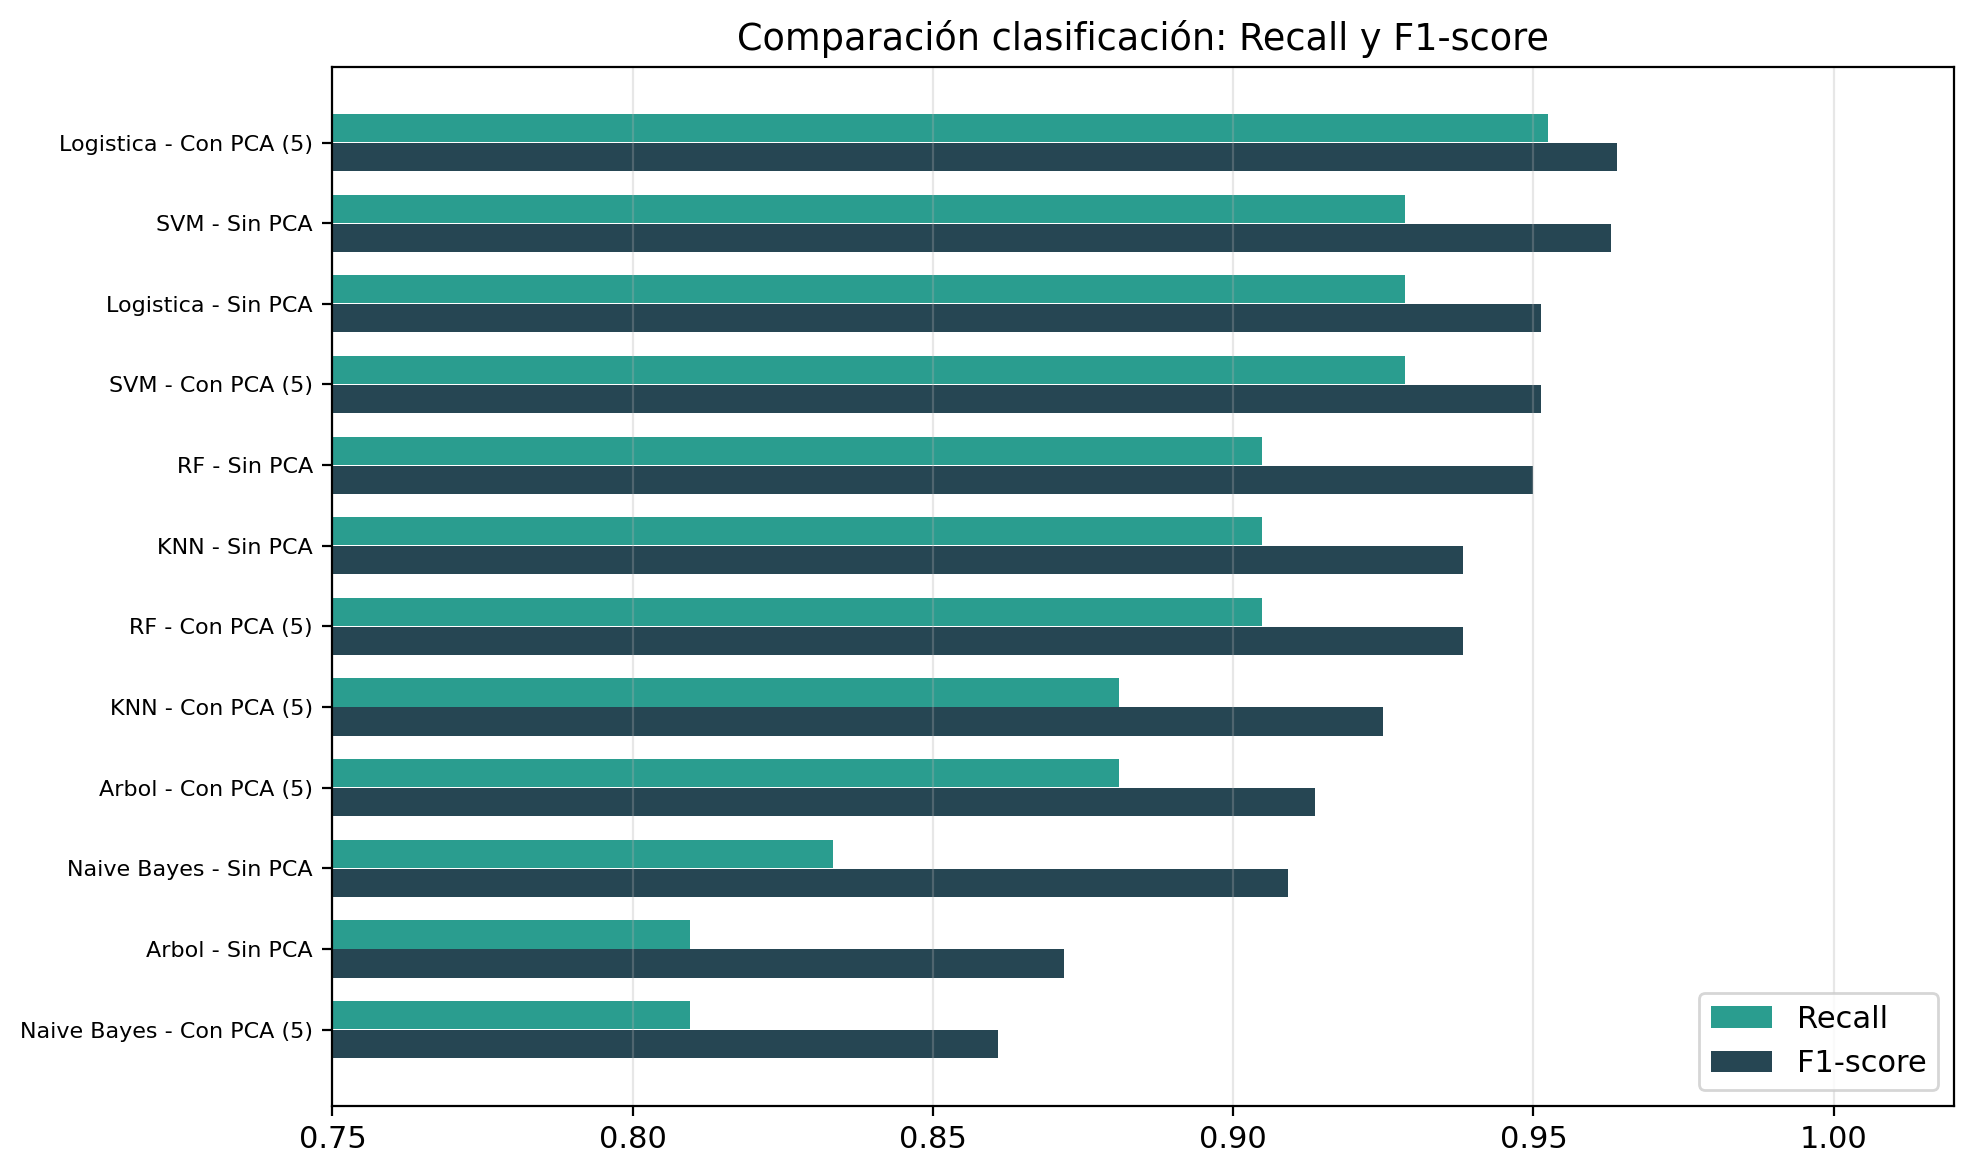 Comparación clasificación: Recall y F1-score
Logistica - Con PCA (5)
SVM - Sin PCA
Logistica - Sin PCA
SVM - Con PCA (5)
RF - Sin PCA
KNN - Sin PCA
RF - Con PCA (5)
KNN - Con PCA (5)
Arbol - Con PCA (5)
Naive Bayes - Sin PCA
Arbol - Sin PCA
Naive Bayes - Con PCA (5)
Recall
F1-score
0.75 0.80 0.85 0.90 0.95 1.00